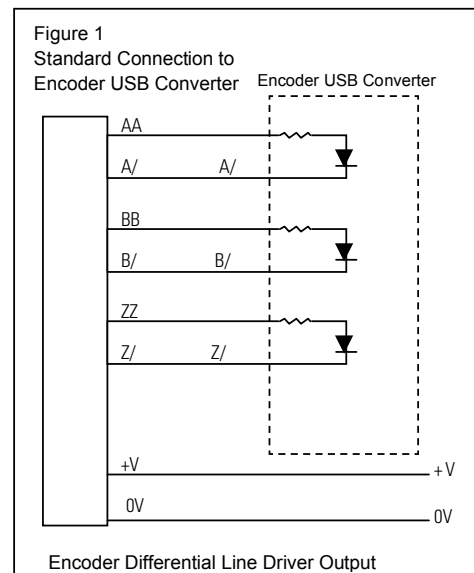 Figure 1
Standard Connection to
Encoder USB Converter
Encoder USB Converter
AA
A/ A/
BB
B/ B/
ZZ
Z/ Z/
+V +V
0V 0V
Encoder Differential Line Driver Output